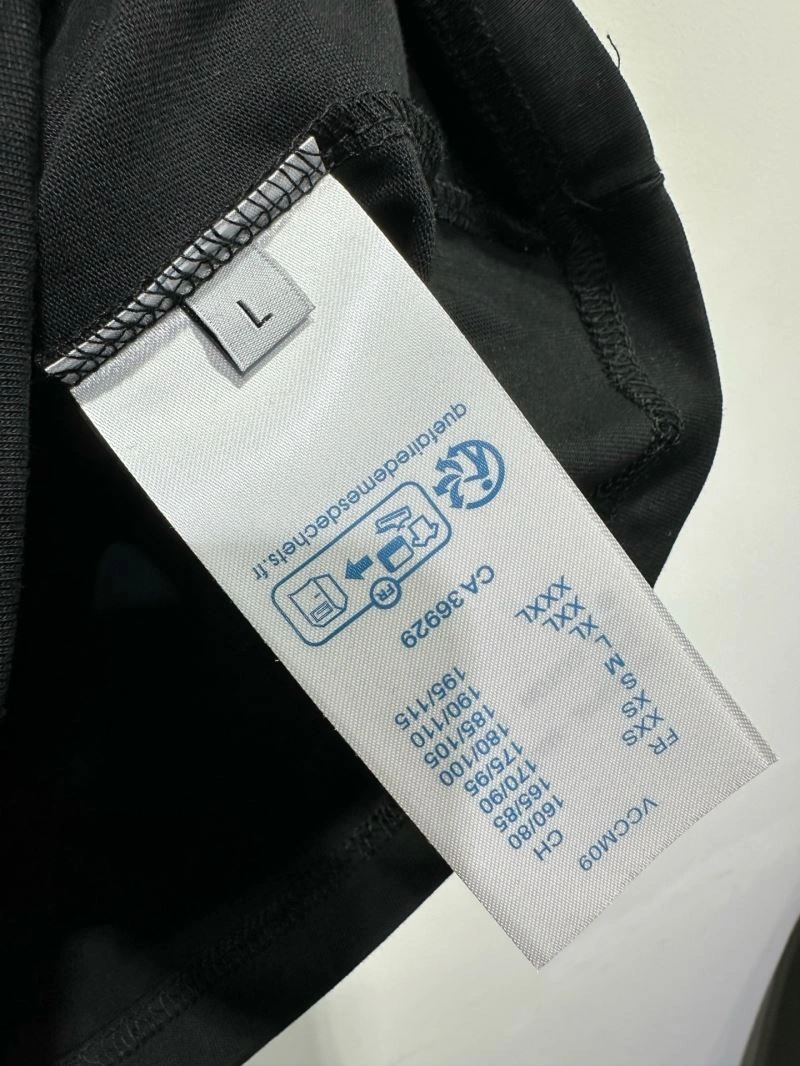 VCCM09
FR CH
XXS 160/80
XS 165/85
S 170/90
M 175/95
L 180/100
XL 185/105
XXL 190/110
XXXL 195/115
CA 36929
FR
quefairedemesdechets.fr
L